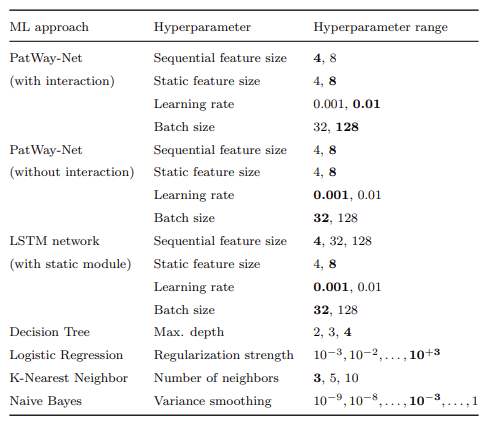 ML approach Hyperparameter Hyperparameter range
PatWay-Net Sequential feature size 4, 8
(with interaction) Static feature size 4, 8
Learning rate 0.001, 0.01
Batch size 32, 128
PatWay-Net Sequential feature size 4, 8
(without interaction) Static feature size 4, 8
Learning rate 0.001, 0.01
Batch size 32, 128
LSTM network Sequential feature size 4, 32, 128
(with static module) Static feature size 4, 8
Learning rate 0.001, 0.01
Batch size 32, 128
Decision Tree Max. depth 2, 3, 4
Logistic Regression Regularization strength 10⁻³, 10⁻², . . . , 10⁺³
K-Nearest Neighbor Number of neighbors 3, 5, 10
Naive Bayes Variance smoothing 10⁻⁹, 10⁻⁸, . . . , 10⁻³, . . . , 1